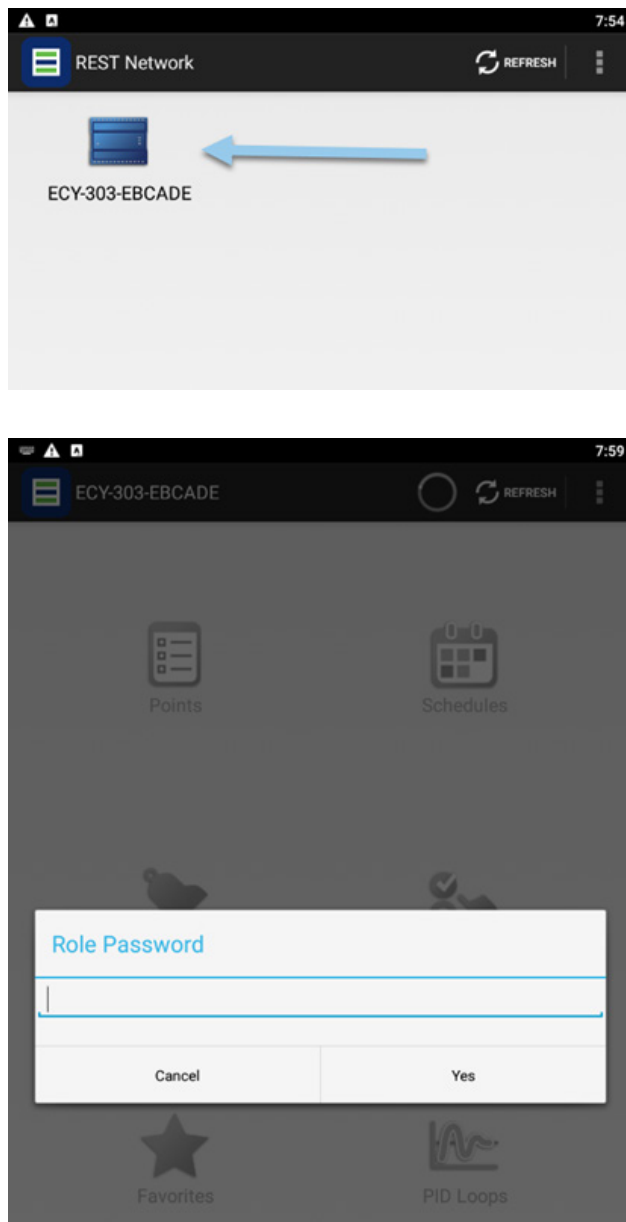 7:54
REST Network
REFRESH
ECY-303-EBCADE
7:59
ECY-303-EBCADE
REFRESH
Points
Schedules
Role Password
Cancel
Yes
Favorites
PID Loops